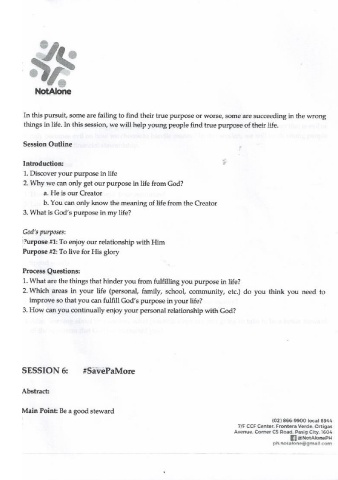 NotAlone
In this pursuit, some are failing to find their true purpose or worse, some are succeeding in the wrong
things in life. In this session, we will help young people find true purpose of their life.
Session Outline
Introduction:
1. Discover your purpose in life
2. Why we can only get our purpose in life from God?
a. He is our Creator
b. You can only know the meaning of life from the Creator
3. What is God's purpose in my life?
God's purposes:
Purpose #1: To enjoy our relationship with Him
Purpose #2: To live for His glory
Process Questions:
1. What are the things that hinder you from fulfilling you purpose in life?
2. Which areas in your life (personal, family, school, community, etc.) do you think you need to
improve so that you can fulfill God's purpose in your life?
3. How can you continually enjoy your personal relationship with God?
SESSION 6: #SavePaMore
Abstract:
Main Point: Be a good steward
(02) 866 9900 local 6344
7/F CCF Center, Frontera Verde, Ortigas
Avenue, Corner C5 Road, Pasig City, 1604
@NotAlonePH
ph.notalone@gmail.com